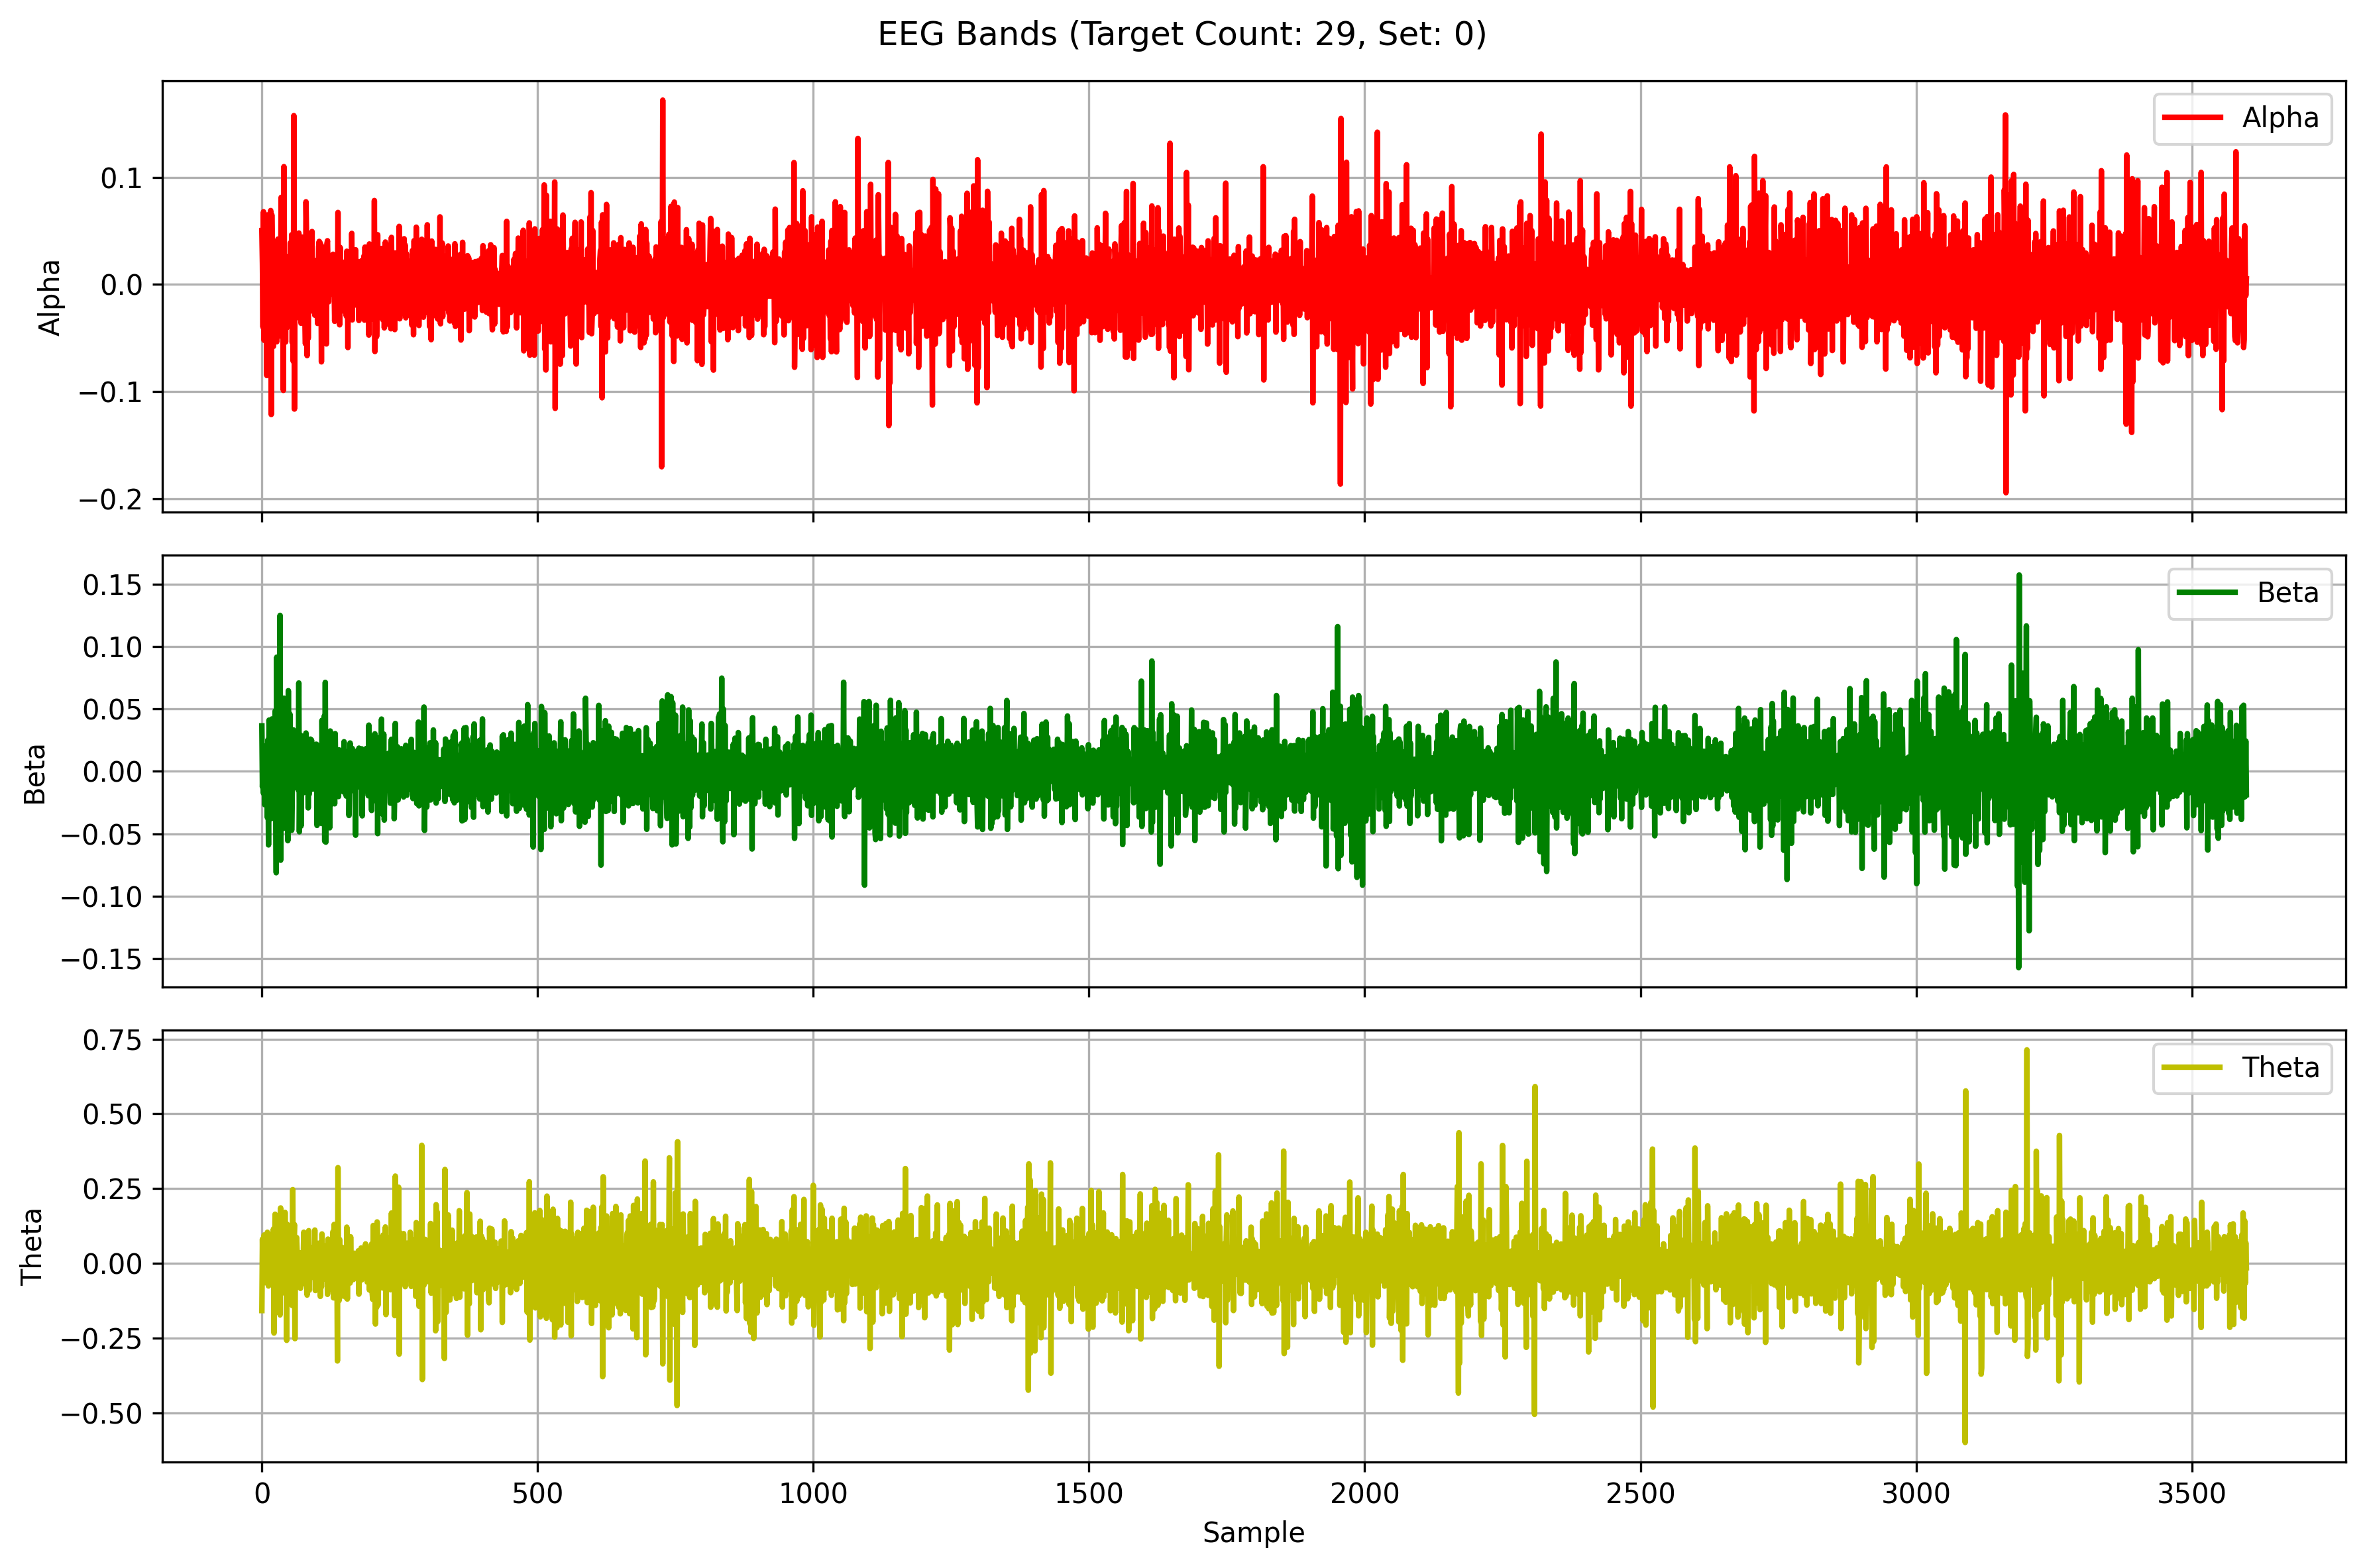 EEG Bands (Target Count: 29, Set: 0)
Alpha
0.1
0.0
−0.1
−0.2
Alpha
Beta
0.15
0.10
0.05
0.00
−0.05
−0.10
−0.15
Beta
Theta
0.75
0.50
0.25
0.00
−0.25
−0.50
Theta
0 500 1000 1500 2000 2500 3000 3500
Sample